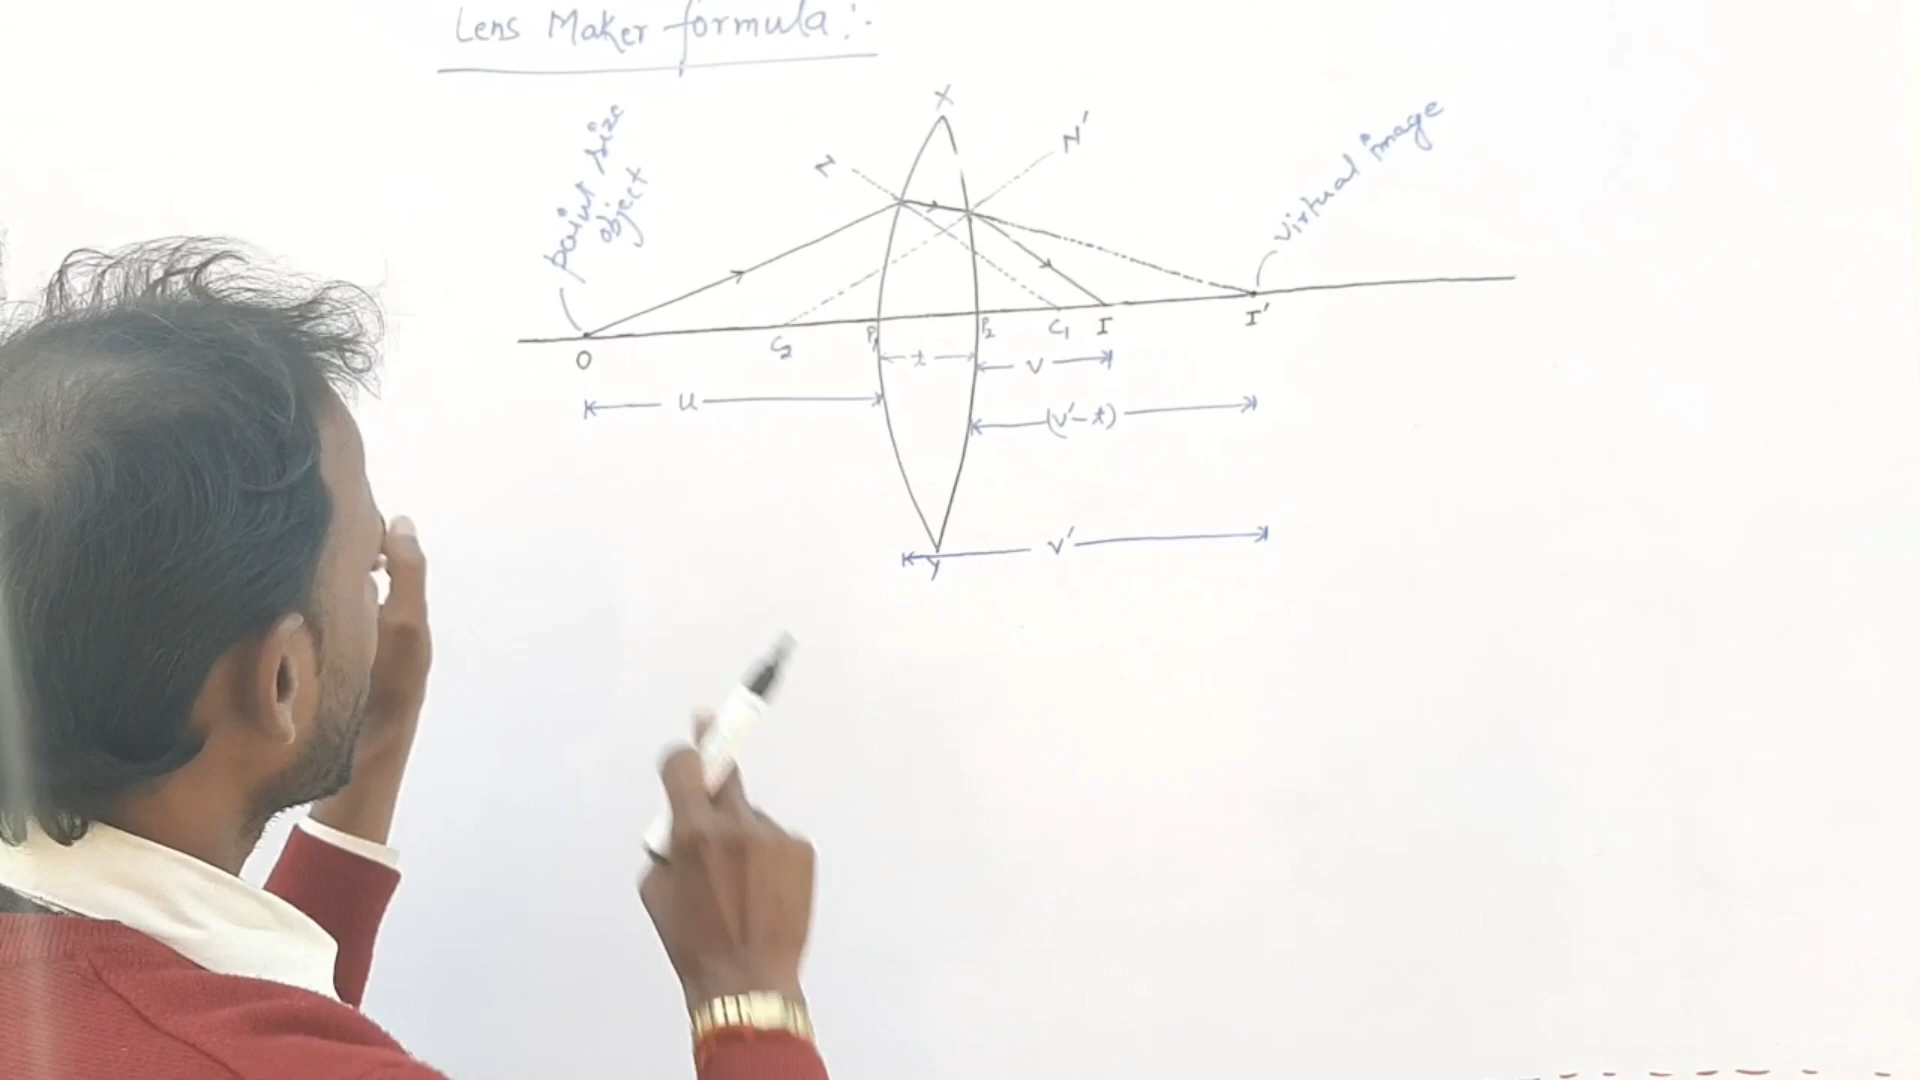 Lens Maker formula :-
X
point size
object
N
N'
virtual image
O
C2
P1
P2
C1
I
I'
t
v
u
(v'-t)
v'
Y